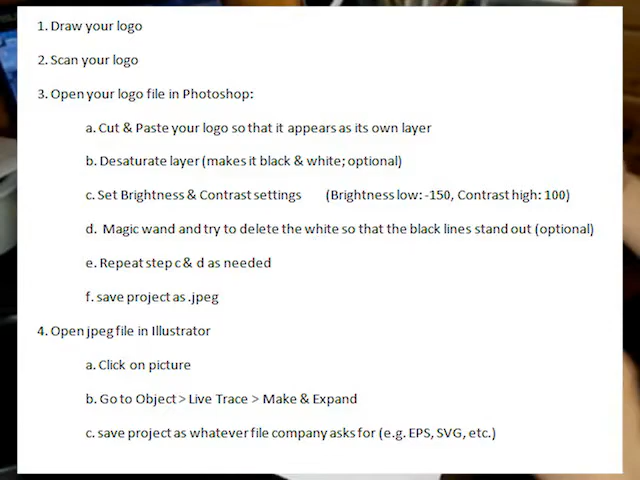 1. Draw your logo
2. Scan your logo
3. Open your logo file in Photoshop:
a. Cut & Paste your logo so that it appears as its own layer
b. Desaturate layer (makes it black & white; optional)
c. Set Brightness & Contrast settings (Brightness low: -150, Contrast high: 100)
d. Magic wand and try to delete the white so that the black lines stand out (optional)
e. Repeat step c & d as needed
f. save project as .jpeg
4. Open jpeg file in Illustrator
a. Click on picture
b. Go to Object > Live Trace > Make & Expand
c. save project as whatever file company asks for (e.g. EPS, SVG, etc.)